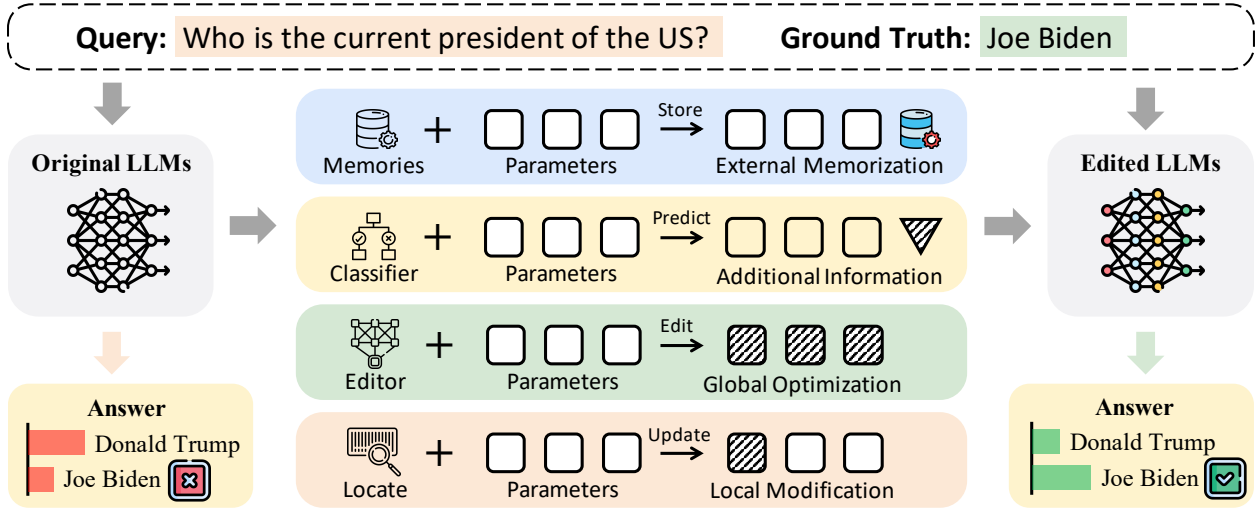 Query: Who is the current president of the US? Ground Truth: Joe Biden
Original LLMs
Memories + Parameters Store External Memorization
Classifier + Parameters Predict Additional Information
Editor + Parameters Edit Global Optimization
Locate + Parameters Update Local Modification
Edited LLMs
Answer
Donald Trump
Joe Biden
Answer
Donald Trump
Joe Biden